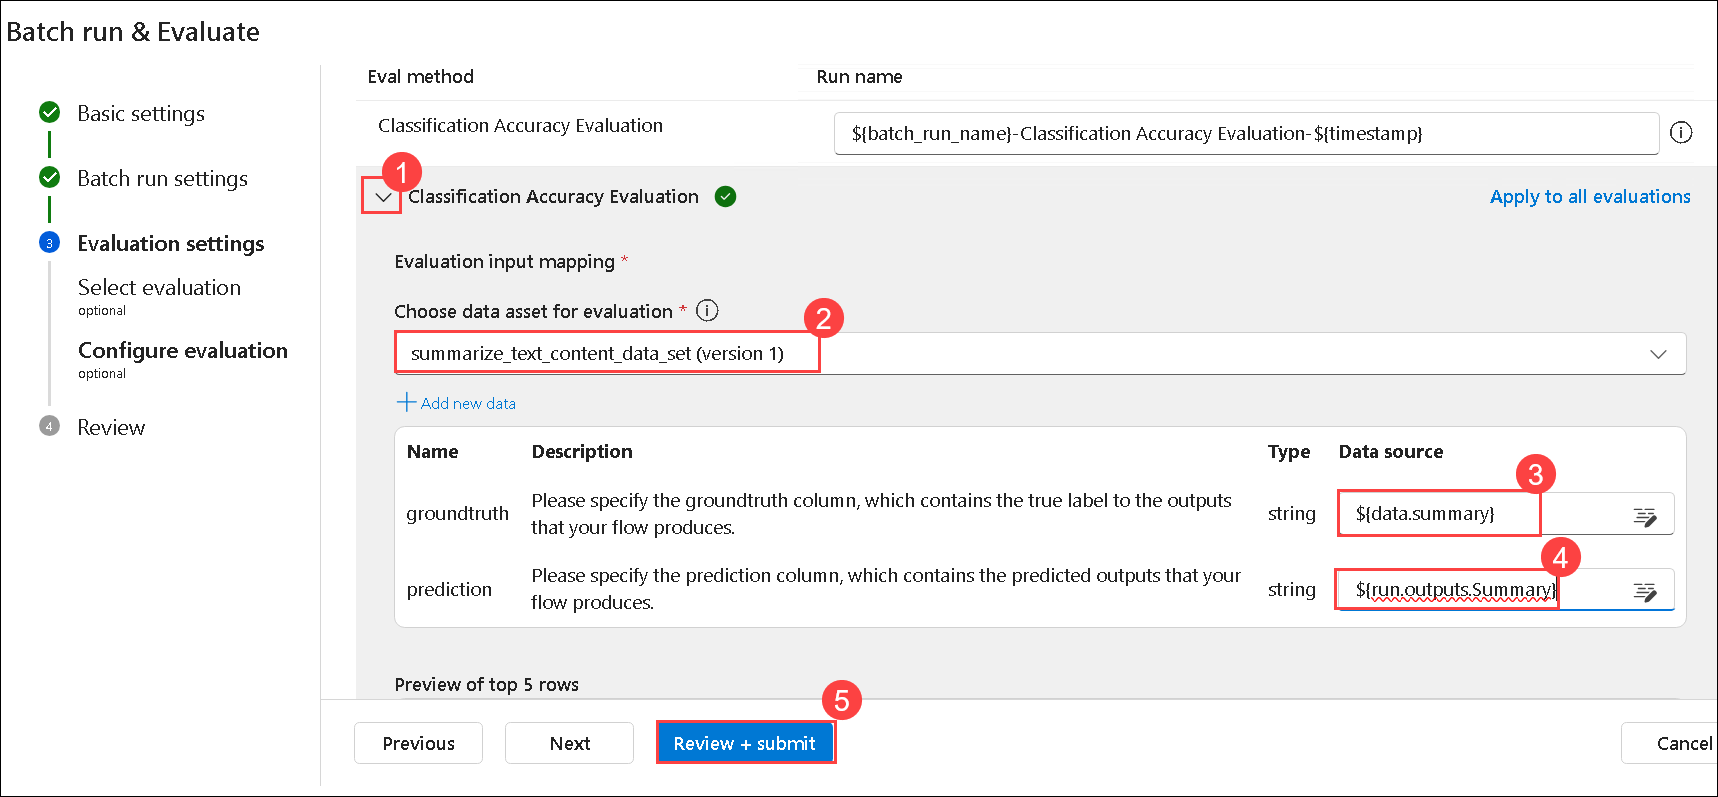 Batch run & Evaluate
Basic settings
Batch run settings
3
Evaluation settings
Select evaluation
optional
Configure evaluation
optional
4
Review
Eval method
Run name
Classification Accuracy Evaluation
${batch_run_name}-Classification Accuracy Evaluation-${timestamp}
1
Classification Accuracy Evaluation
Apply to all evaluations
Evaluation input mapping *
Choose data asset for evaluation *
2
summarize_text_content_data_set (version 1)
Add new data
Name
Description
Type
Data source
3
groundtruth
Please specify the groundtruth column, which contains the true label to the outputs
that your flow produces.
string
${data.summary}
4
prediction
Please specify the prediction column, which contains the predicted outputs that your
flow produces.
string
${run.outputs.Summary}
Preview of top 5 rows
5
Previous
Next
Review + submit
Cancel